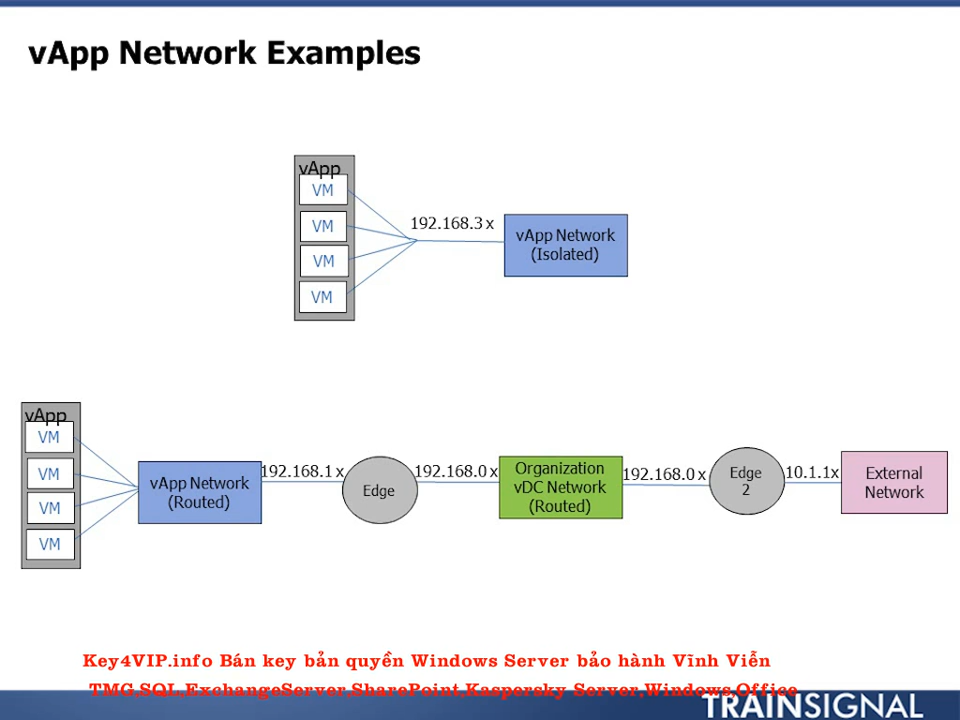 vApp Network Examples
vApp
VM
VM
VM
VM
192.168.3 x
vApp Network
(Isolated)
vApp
VM
VM
VM
VM
vApp Network
(Routed)
192.168.1 x
Edge
192.168.0 x
Organization
vDC Network
(Routed)
192.168.0 x
Edge
2
10.1.1x
External
Network
Key4VIP.info Bán key bản quyền Windows Server bảo hành Vĩnh Viễn
TMG,SQL,ExchangeServer,SharePoint,Kaspersky Server,Windows,Office
TRAINSIGNAL